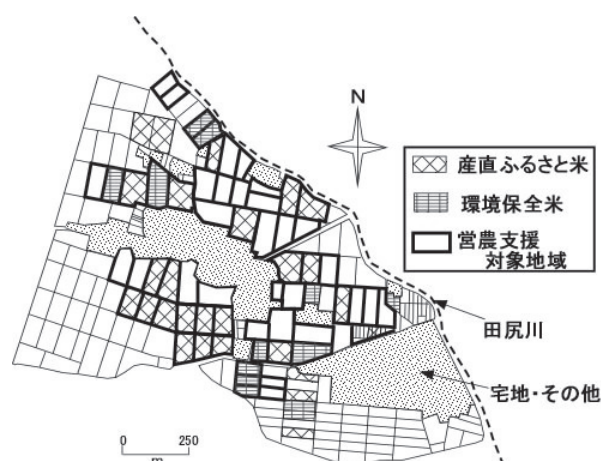 N
産直ふるさと米
環境保全米
営農支援
対象地域
田尻川
宅地・その他
0 250
m